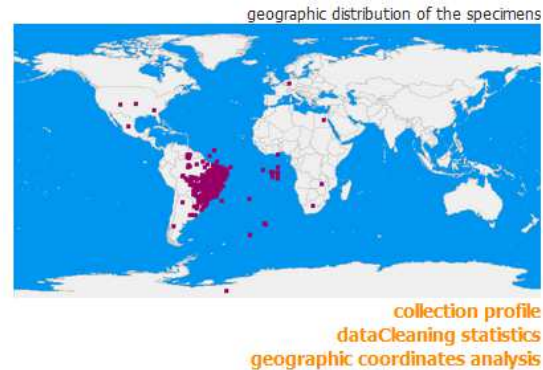 geographic distribution of the specimens
collection profile
dataCleaning statistics
geographic coordinates analysis